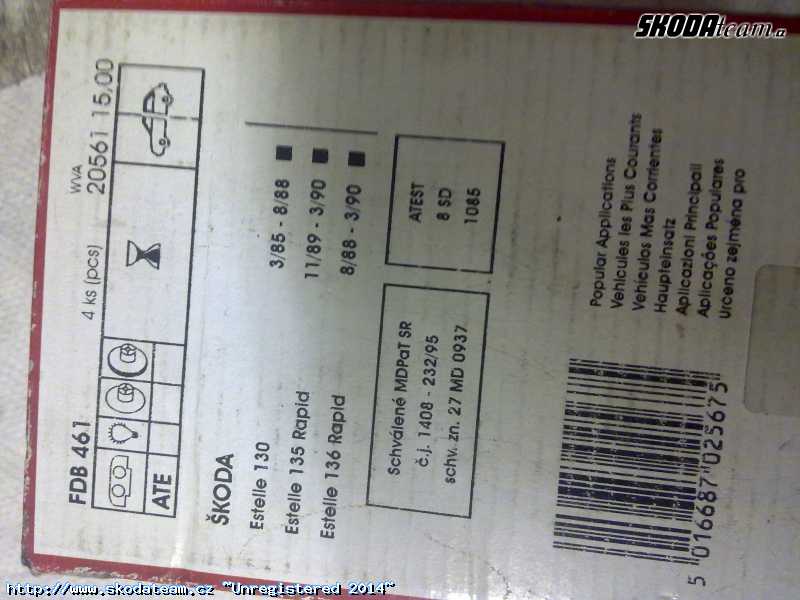 SKODAteam.cz
FDB 461
4 ks (pcs)
WVA
20561 15,00
ATE
ŠKODA
Estelle 130 3/85 - 8/88 ■
Estelle 135 Rapid 11/89 - 3/90 ■
Estelle 136 Rapid 8/88 - 3/90 ■
Schválené MDPaT SR
č.j. 1408 - 232/95
schv. zn. 27 MD 0937
ATEST
8 SD
1085
Popular Applications
Vehicules les Plus Courants
Vehiculos Mas Corrientes
Haupteinsatz
Aplicazioni Principali
Aplicações Populares
Urceno zejmena pro
5 016687 025675
http://www.skodateam.cz ~Unregistered 2014~